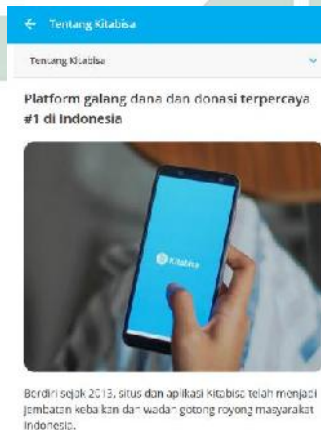 Tentang Kitabisa
Tentang Kitabisa
Platform galang dana dan donasi terpercaya
#1 di Indonesia
Kitabisa
Berdiri sejak 2013, situs dan aplikasi Kitabisa telah menjadi
jembatan kebaikan dan wadah gotong royong masyarakat
Indonesia.